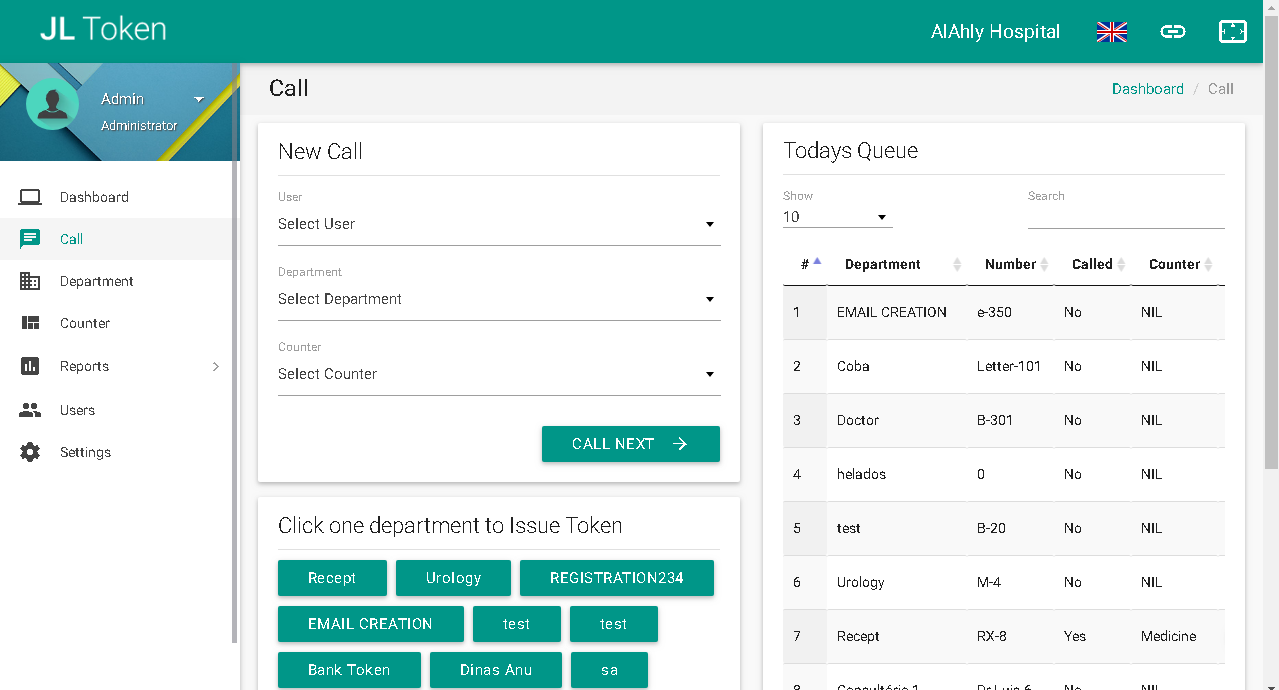 JL Token
AlAhly Hospital
Admin
Administrator
Dashboard
Call
Department
Counter
Reports
Users
Settings
Call
Dashboard / Call
New Call
User
Select User
Department
Select Department
Counter
Select Counter
CALL NEXT
Click one department to Issue Token
Recept Urology REGISTRATION234
EMAIL CREATION test test
Bank Token Dinas Anu sa
Todays Queue
Show Search
10
# Department Number Called Counter
1 EMAIL CREATION e-350 No NIL
2 Coba Letter-101 No NIL
3 Doctor B-301 No NIL
4 helados 0 No NIL
5 test B-20 No NIL
6 Urology M-4 No NIL
7 Recept RX-8 Yes Medicine
8 Consultório 1 Dr Luis-6 No NIL